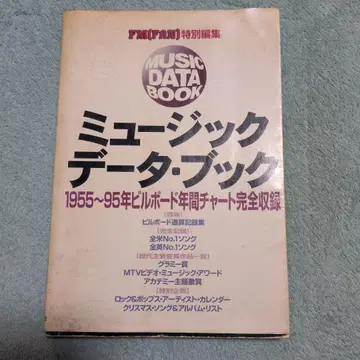 FM[FAN]特別編集
MUSIC
DATA
BOOK
ミュージック
データ・ブック
1955〜95年ビルボード年間チャート完全収録
ビルボード通算記録集
[完全記録]
全米No.1ソング
全英No.1ソング
[現代主要受賞作品一覧]
グラミー賞
MTVビデオ・ミュージック・アワード
アカデミー主題歌賞
[特別企画]
ロック&ポップス・アーティスト・カレンダー
クリスマス・ソング&アルバム・リスト